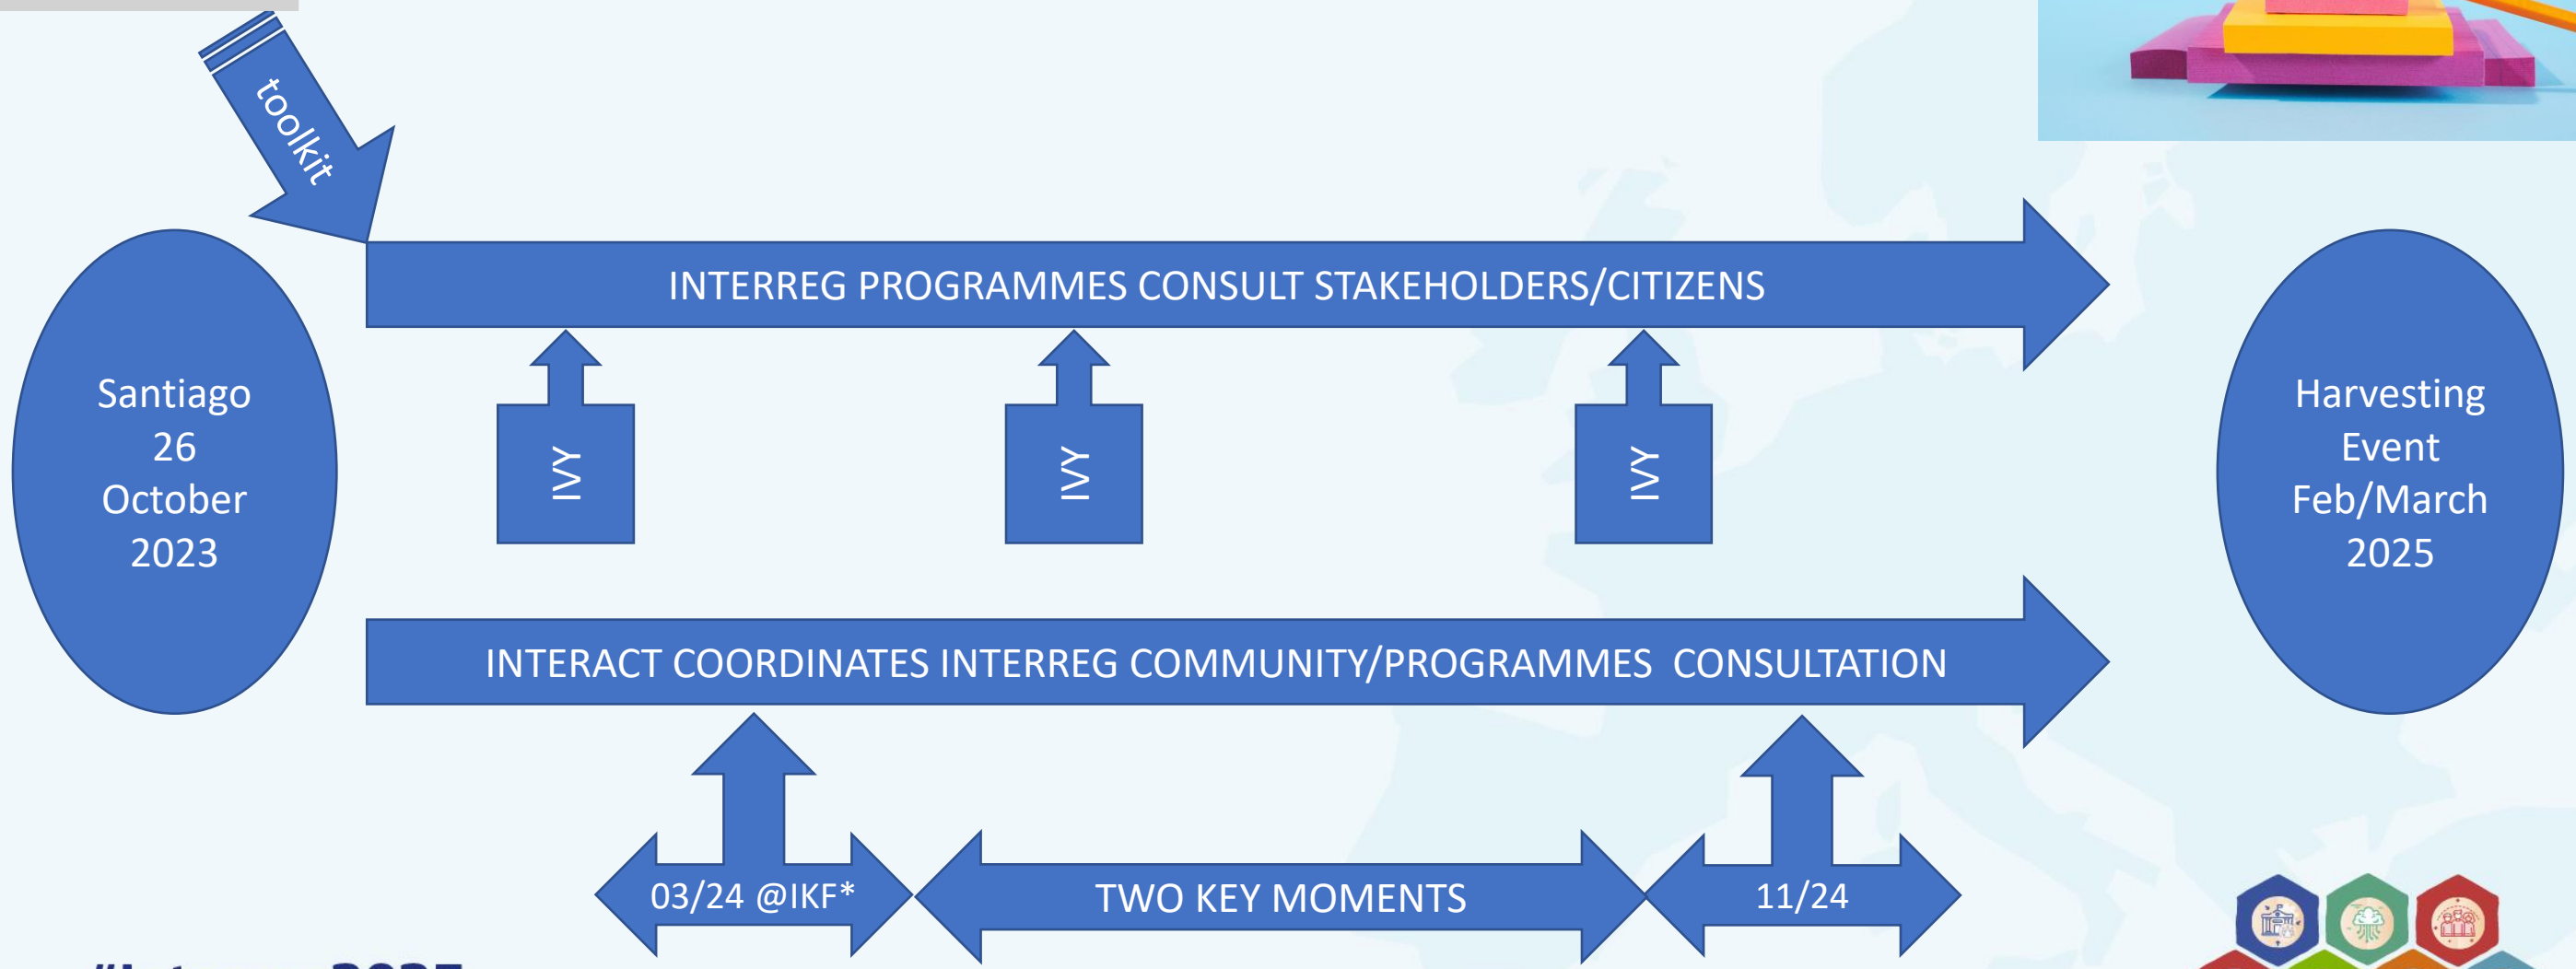 toolkit
INTERREG PROGRAMMES CONSULT STAKEHOLDERS/CITIZENS
Santiago
26
October
2023
IVY
IVY
IVY
Harvesting
Event
Feb/March
2025
INTERACT COORDINATES INTERREG COMMUNITY/PROGRAMMES CONSULTATION
03/24 @IKF*
TWO KEY MOMENTS
11/24